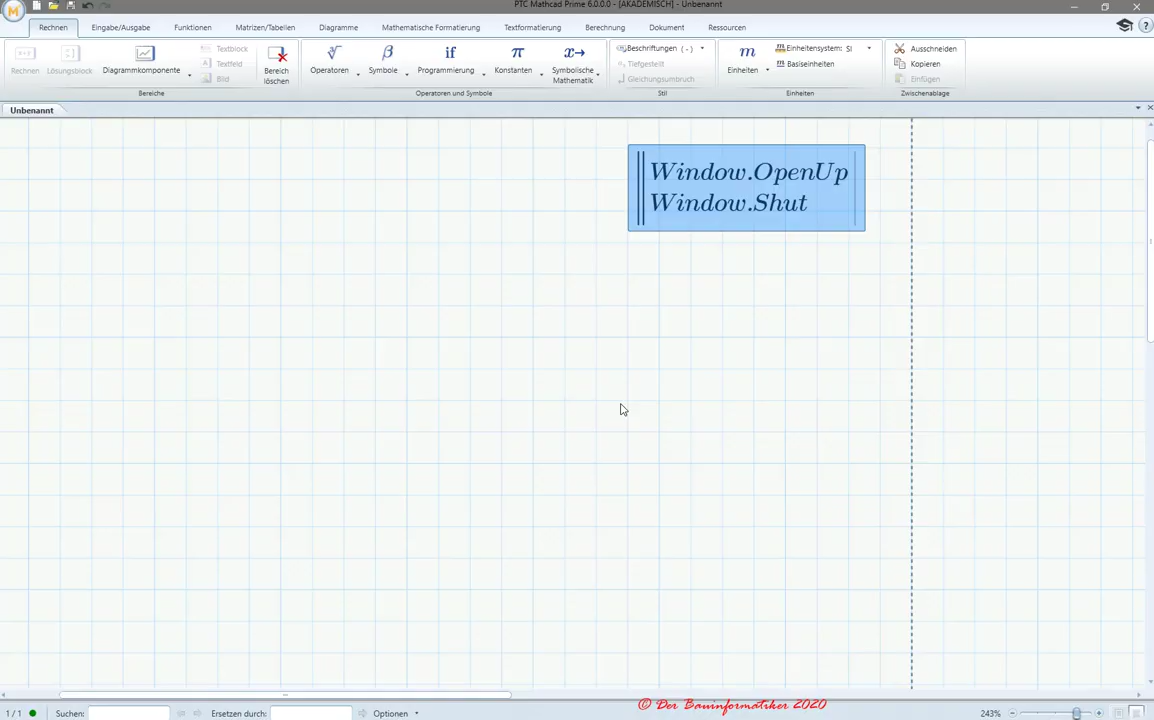 PTC Mathcad Prime 6.0.0.0 - [AKADEMISCH] - Unbenannt
Rechnen Eingabe/Ausgabe Funktionen Matrizen/Tabellen Diagramme Mathematische Formatierung Textformatierung Berechnung Dokument Ressourcen
Rechnen
Lösungsblock
Diagrammkomponente
Textblock
Textfeld
Bild
Bereich
löschen
Bereiche
Operatoren
Symbole
if
Programmierung
π
Konstanten
Symbolische
Mathematik
Operatoren und Symbole
Beschriftungen ( - )
Tiefgestellt
Gleichungsumbruch
Stil
m
Einheiten
Einheitensystem: SI
Basiseinheiten
Einheiten
Ausschneiden
Kopieren
Einfügen
Zwischenablage
Unbenannt
Window.OpenUp
Window.Shut
© Der Bauinformatiker 2020
1 / 1 Suchen: Ersetzen durch: Optionen 243%